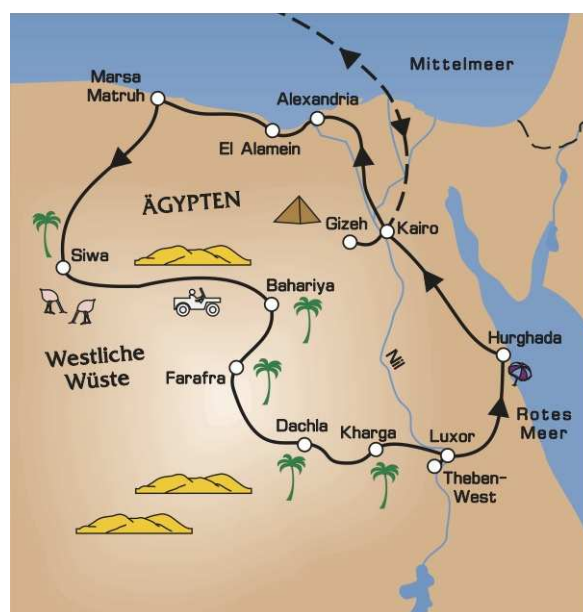 Mittelmeer
Marsa
Matruh
Alexandria
El Alamein
ÄGYPTEN
Gizeh
Kairo
Siwa
Bahariya
Westliche
Wüste
Nil
Hurghada
Farafra
Rotes
Meer
Dachla
Kharga
Luxor
Theben-
West